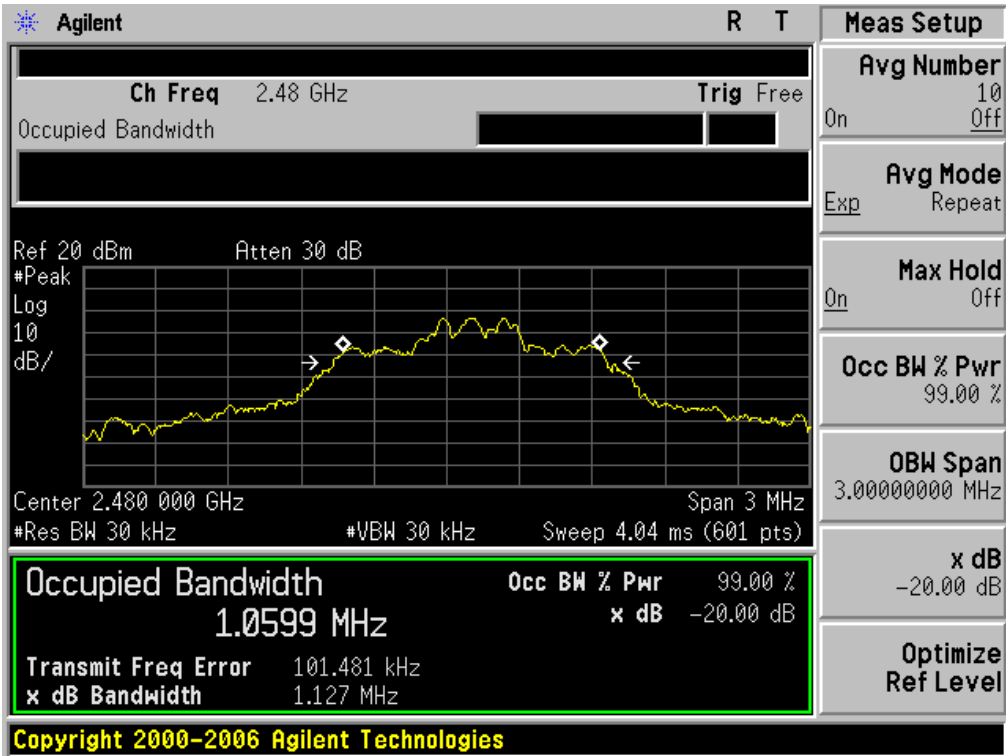 Agilent R T
Ch Freq 2.48 GHz Trig Free
Occupied Bandwidth
Ref 20 dBm Atten 30 dB
#Peak
Log
10
dB/
Center 2.480 000 GHz Span 3 MHz
#Res BW 30 kHz #VBW 30 kHz Sweep 4.04 ms (601 pts)
Occupied Bandwidth
1.0599 MHz
Occ BW % Pwr 99.00 %
x dB -20.00 dB
Transmit Freq Error 101.481 kHz
x dB Bandwidth 1.127 MHz
Copyright 2000-2006 Agilent Technologies
Meas Setup
Avg Number
10
On Off
Avg Mode
Exp Repeat
Max Hold
On Off
Occ BW % Pwr
99.00 %
OBW Span
3.00000000 MHz
x dB
-20.00 dB
Optimize
Ref Level